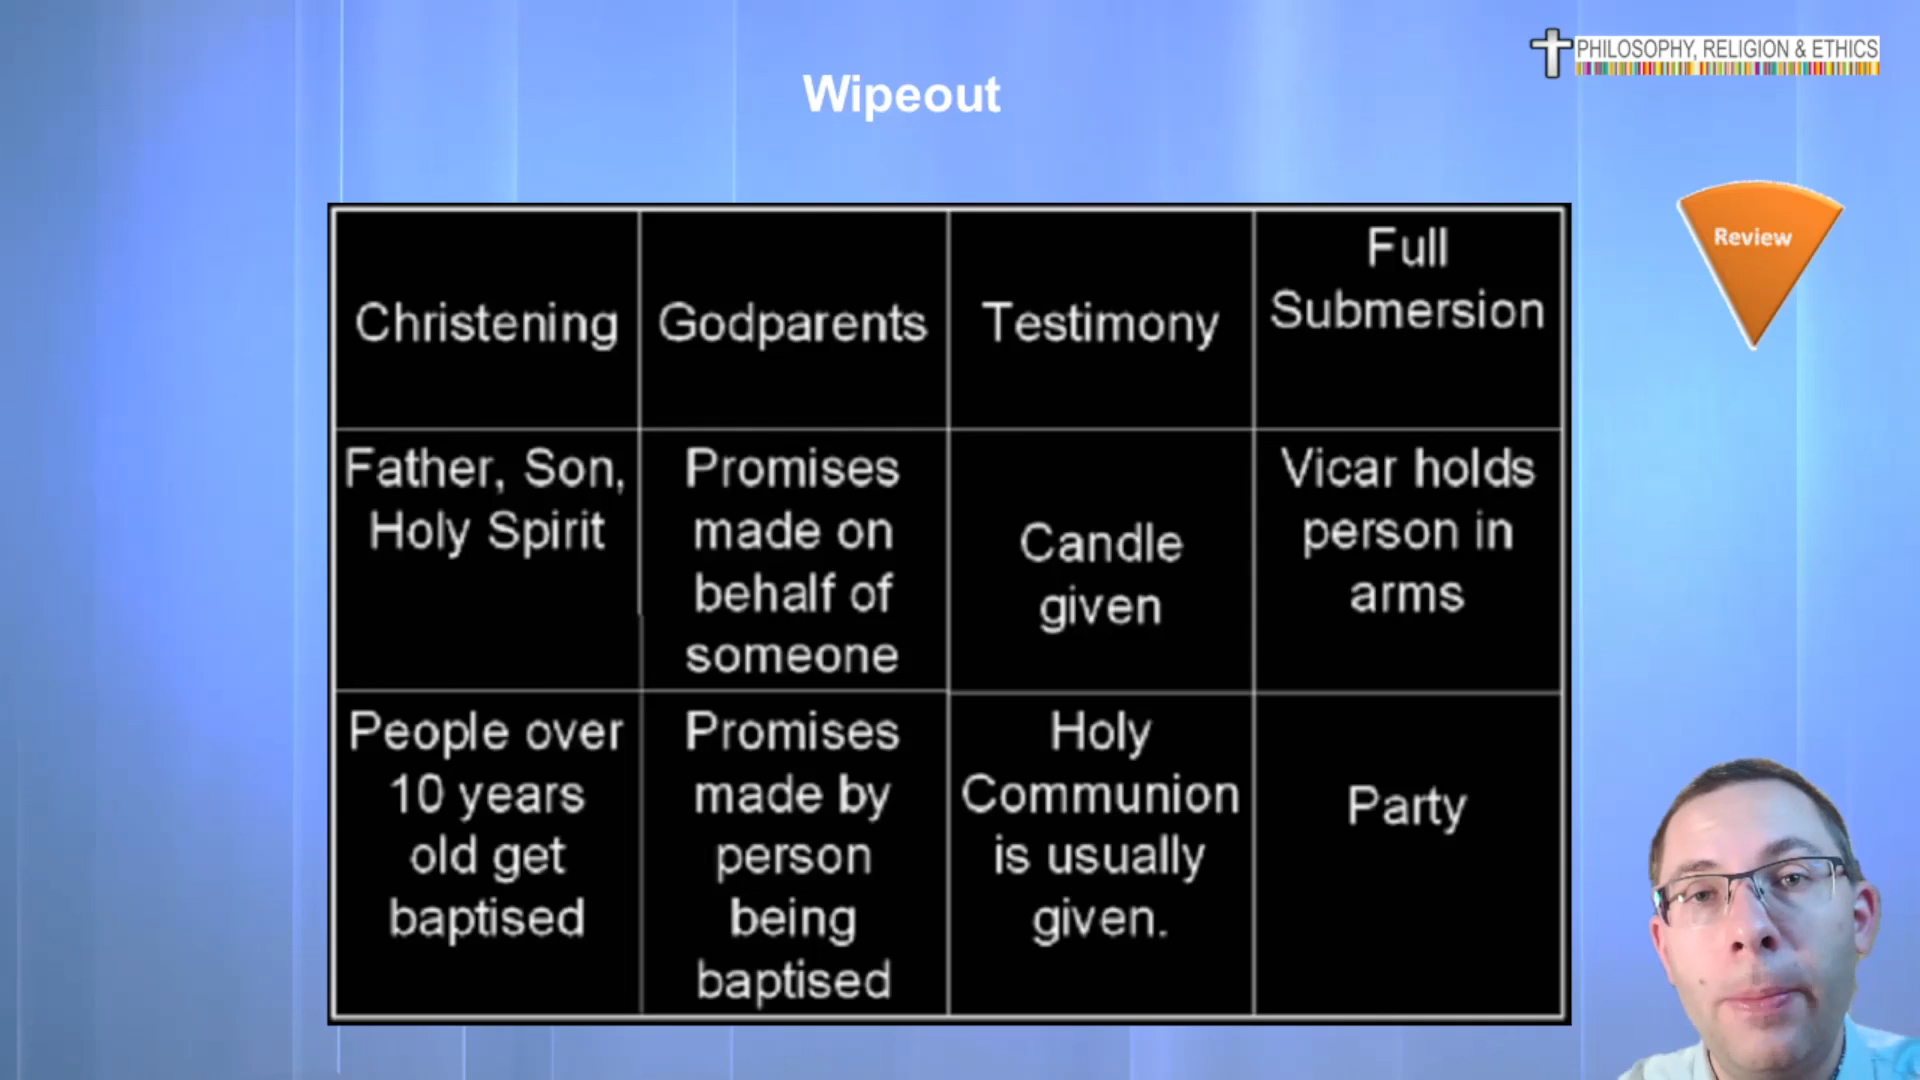 PHILOSOPHY, RELIGION & ETHICS
Wipeout
Review
Christening
Godparents
Testimony
Full
Submersion
Father, Son,
Holy Spirit
Promises
made on
behalf of
someone
Candle
given
Vicar holds
person in
arms
People over
10 years
old get
baptised
Promises
made by
person
being
baptised
Holy
Communion
is usually
given.
Party